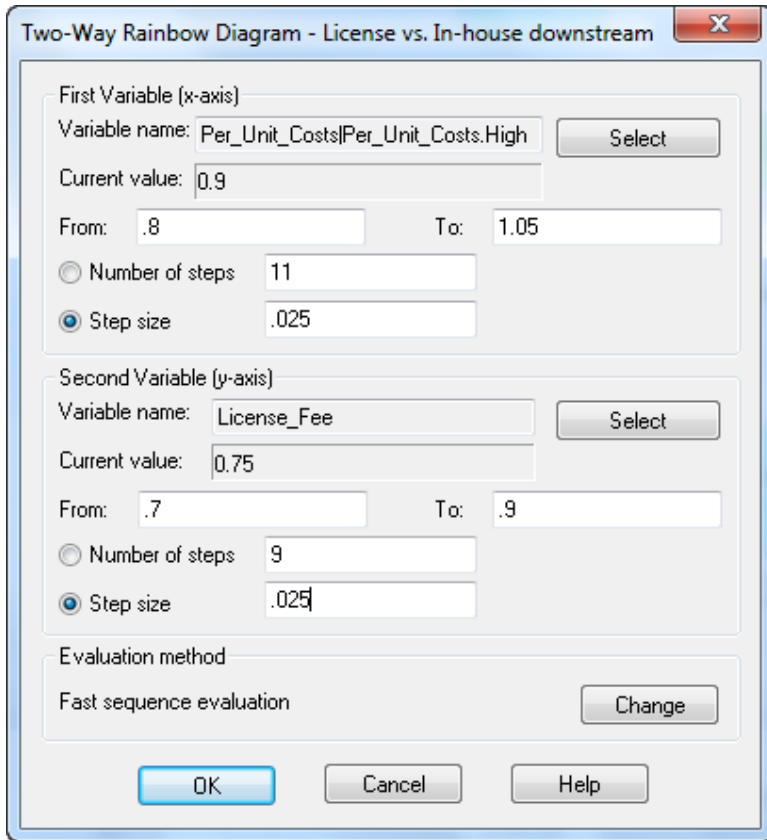 Two-Way Rainbow Diagram - License vs. In-house downstream
First Variable (x-axis)
Variable name: Per_Unit_Costs|Per_Unit_Costs.High Select
Current value: 0.9
From: .8 To: 1.05
Number of steps 11
Step size .025
Second Variable (y-axis)
Variable name: License_Fee Select
Current value: 0.75
From: .7 To: .9
Number of steps 9
Step size .025
Evaluation method
Fast sequence evaluation Change
OK Cancel Help